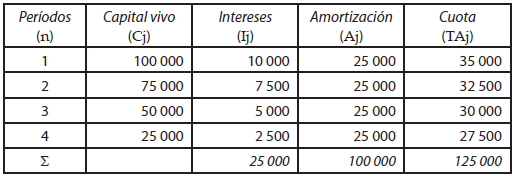 Períodos Capital vivo Intereses Amortización Cuota
(n) (Cj) (Ij) (Aj) (TAj)
1 100 000 10 000 25 000 35 000
2 75 000 7 500 25 000 32 500
3 50 000 5 000 25 000 30 000
4 25 000 2 500 25 000 27 500
Σ 25 000 100 000 125 000